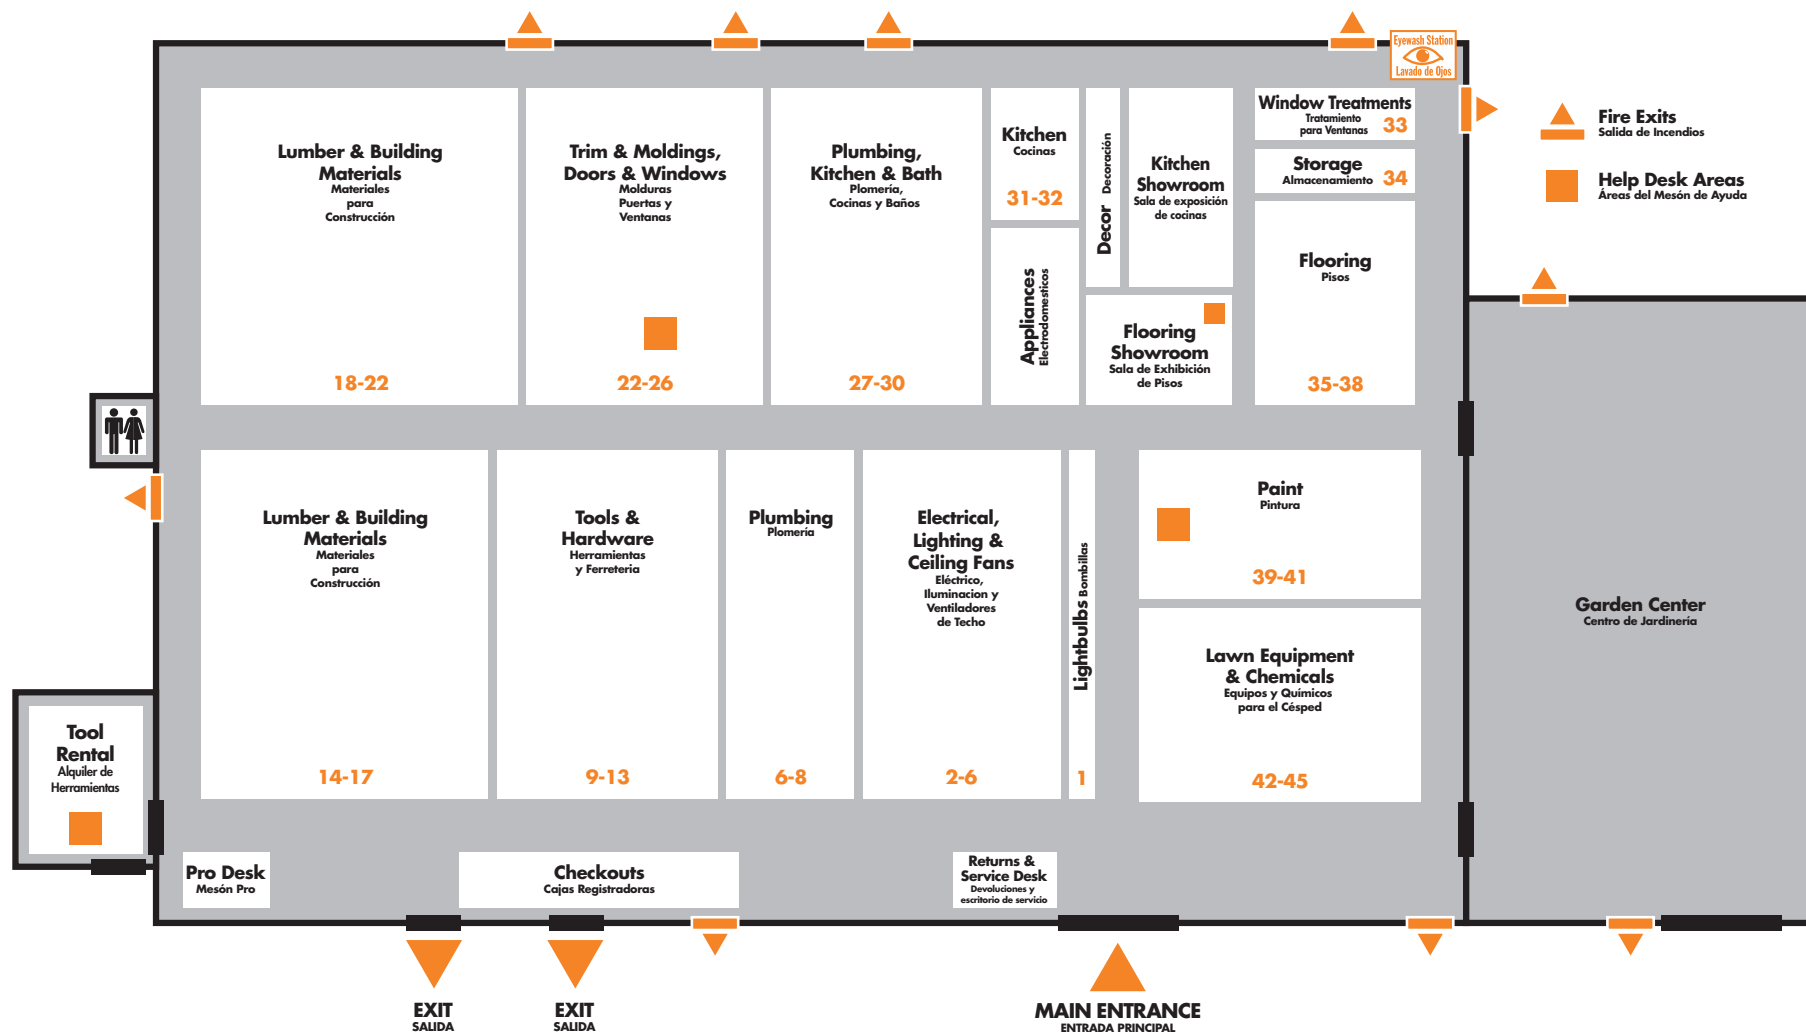 Eyewash Station
Lavado de Ojos
Lumber & Building
Materials
Materiales
para
Construcción
18-22
Trim & Moldings,
Doors & Windows
Molduras
Puertas y
Ventanas
22-26
Plumbing,
Kitchen & Bath
Plomería,
Cocinas y Baños
27-30
Kitchen
Cocinas
31-32
Appliances
Electrodomesticos
Decor Decoración
Kitchen
Showroom
Sala de exposición
de cocinas
Flooring
Showroom
Sala de Exhibición
de Pisos
Window Treatments
Tratamiento
para Ventanas 33
Storage
Almacenamiento 34
Flooring
Pisos
35-38
Fire Exits
Salida de Incendios
Help Desk Areas
Áreas del Mesón de Ayuda
Lumber & Building
Materials
Materiales
para
Construcción
14-17
Tools &
Hardware
Herramientas
y Ferreteria
9-13
Plumbing
Plomería
6-8
Electrical,
Lighting &
Ceiling Fans
Eléctrico,
Iluminacion y
Ventiladores
de Techo
2-6
Lightbulbs Bombillas
1
Paint
Pintura
39-41
Lawn Equipment
& Chemicals
Equipos y Químicos
para el Césped
42-45
Garden Center
Centro de Jardinería
Tool
Rental
Alquiler de
Herramientas
Pro Desk
Mesón Pro
Checkouts
Cajas Registradoras
Returns &
Service Desk
Devoluciones y
escritorio de servicio
EXIT
SALIDA
EXIT
SALIDA
MAIN ENTRANCE
ENTRADA PRINCIPAL